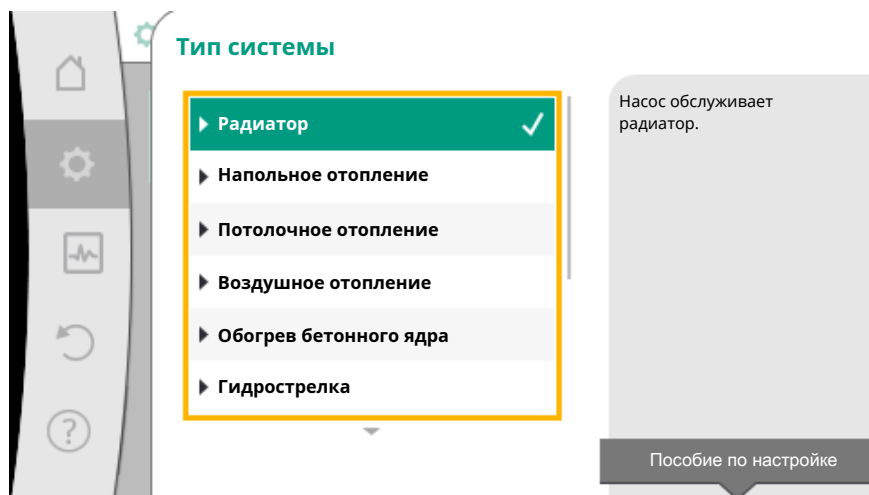 Тип системы
Радиатор
Напольное отопление
Потолочное отопление
Воздушное отопление
Обогрев бетонного ядра
Гидрострелка
Насос обслуживает
радиатор.
Пособие по настройке
?